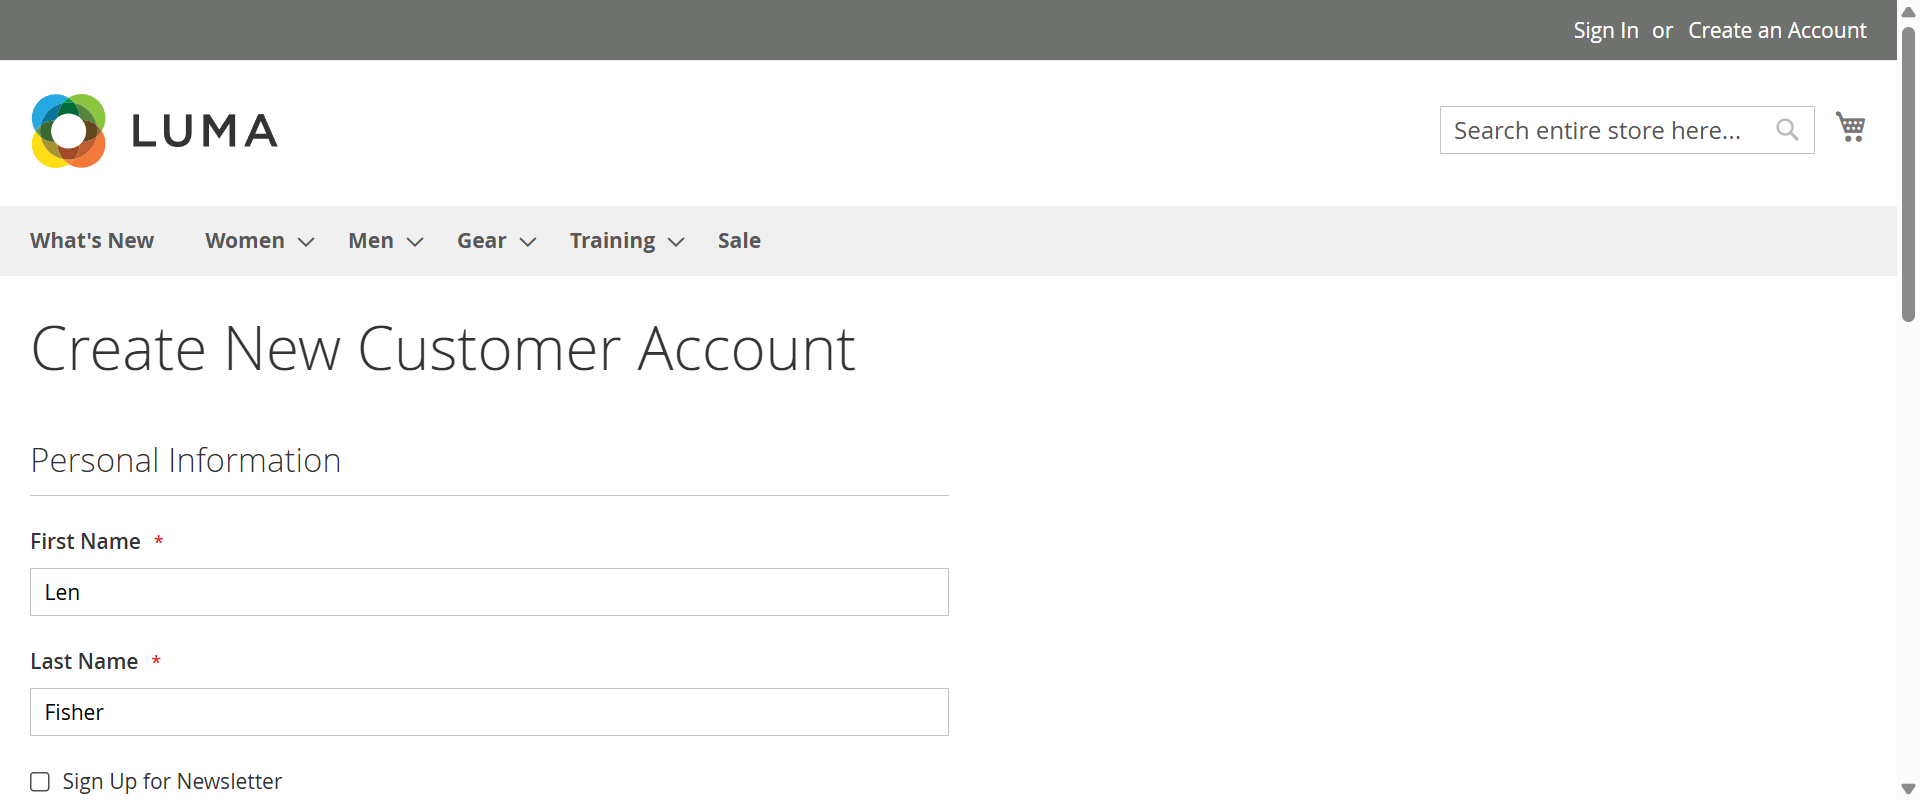 Sign In or Create an Account
LUMA
Search entire store here...
What's New Women Men Gear Training Sale
Create New Customer Account
Personal Information
First Name *
Len
Last Name *
Fisher
Sign Up for Newsletter